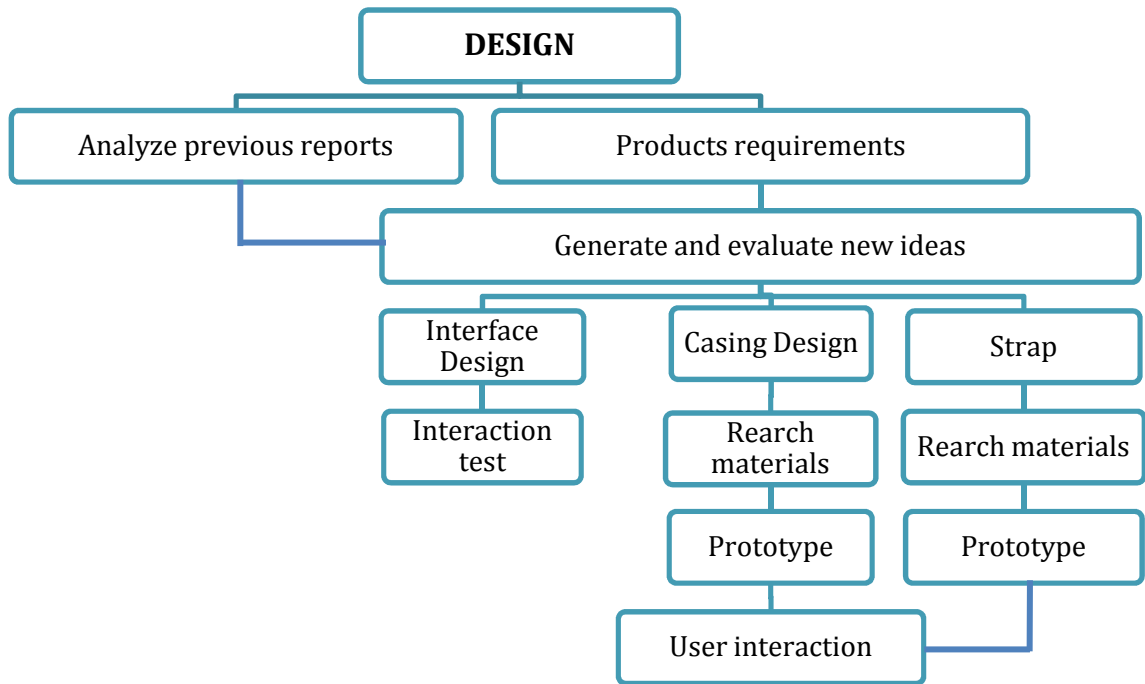 DESIGN
Analyze previous reports
Products requirements
Generate and evaluate new ideas
Interface
Design
Casing Design
Strap
Interaction
test
Rearch
materials
Rearch materials
Prototype
Prototype
User interaction